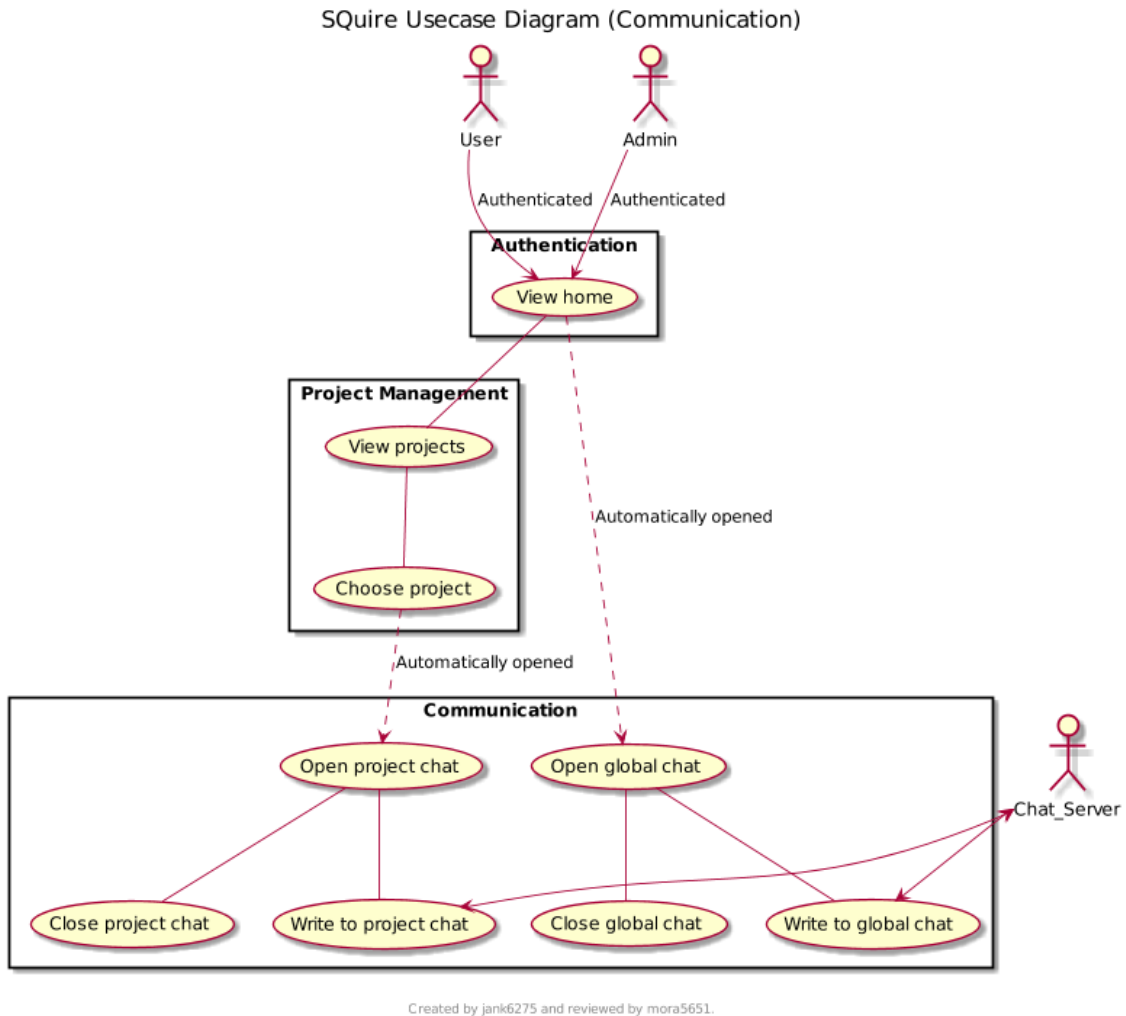 SQuire Usecase Diagram (Communication)
User
Admin
Authenticated
Authenticated
Authentication
View home
Project Management
View projects
Automatically opened
Choose project
Automatically opened
Communication
Open project chat
Open global chat
Chat_Server
Close project chat
Write to project chat
Close global chat
Write to global chat
Created by jank6275 and reviewed by mora5651.